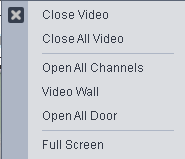 Close Video
Close All Video
Open All Channels
Video Wall
Open All Door
Full Screen